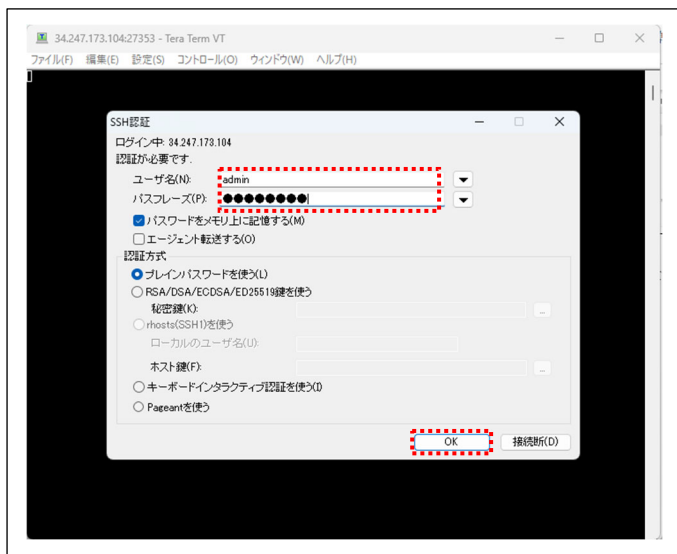 34.247.173.104:27353 - Tera Term VT
ファイル(F) 編集(E) 設定(S) コントロール(O) ウィンドウ(W) ヘルプ(H)
SSH認証
ログイン中: 34.247.173.104
認証が必要です.
ユーザ名(N): admin
パスフレーズ(P): ●●●●●●●●
パスワードをメモリ上に記憶する(M)
エージェント転送する(O)
認証方式
プレインパスワードを使う(L)
RSA/DSA/ECDSA/ED25519鍵を使う
秘密鍵(K): ...
rhosts(SSH1)を使う
ローカルのユーザ名(U):
ホスト鍵(F): ...
キーボードインタラクティブ認証を使う(I)
Pageantを使う
OK 接続断(D)